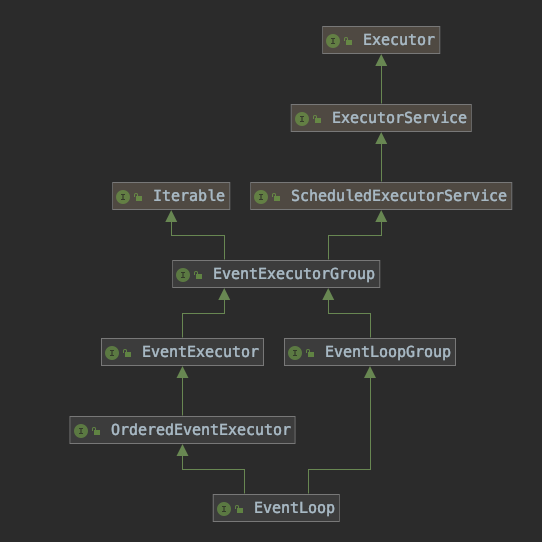 I Executor
I ExecutorService
I Iterable
I ScheduledExecutorService
I EventExecutorGroup
I EventExecutor
I EventLoopGroup
I OrderedEventExecutor
I EventLoop